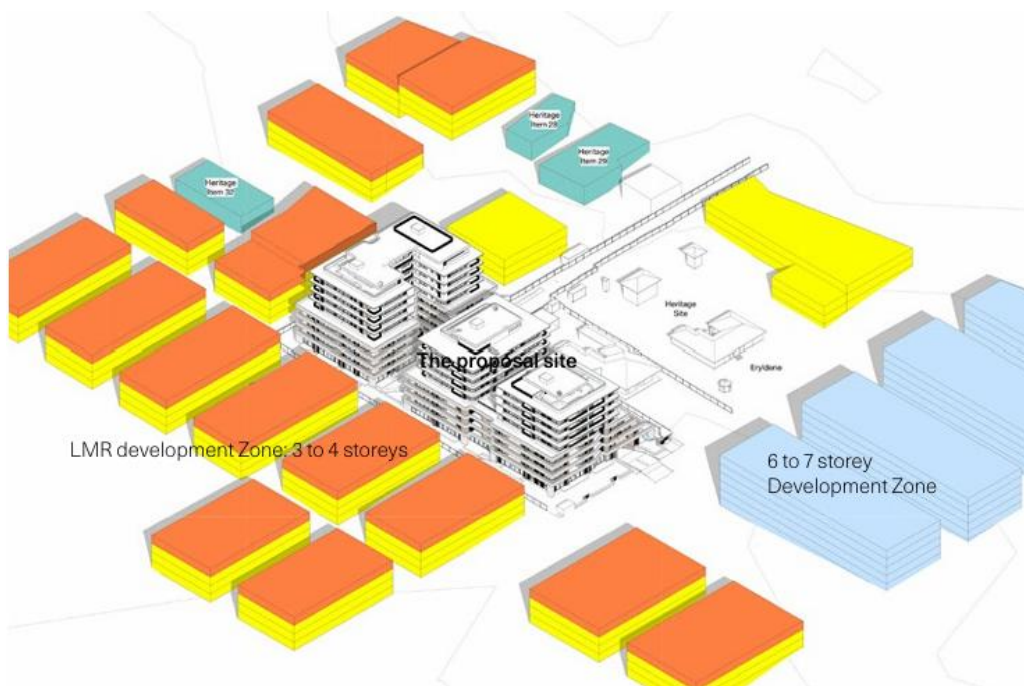 Heritage
Item 28
Heritage
Item 29
Heritage
Item 32
Heritage
Site
The proposal site
Eryldene
LMR development Zone: 3 to 4 storeys
6 to 7 storey
Development Zone